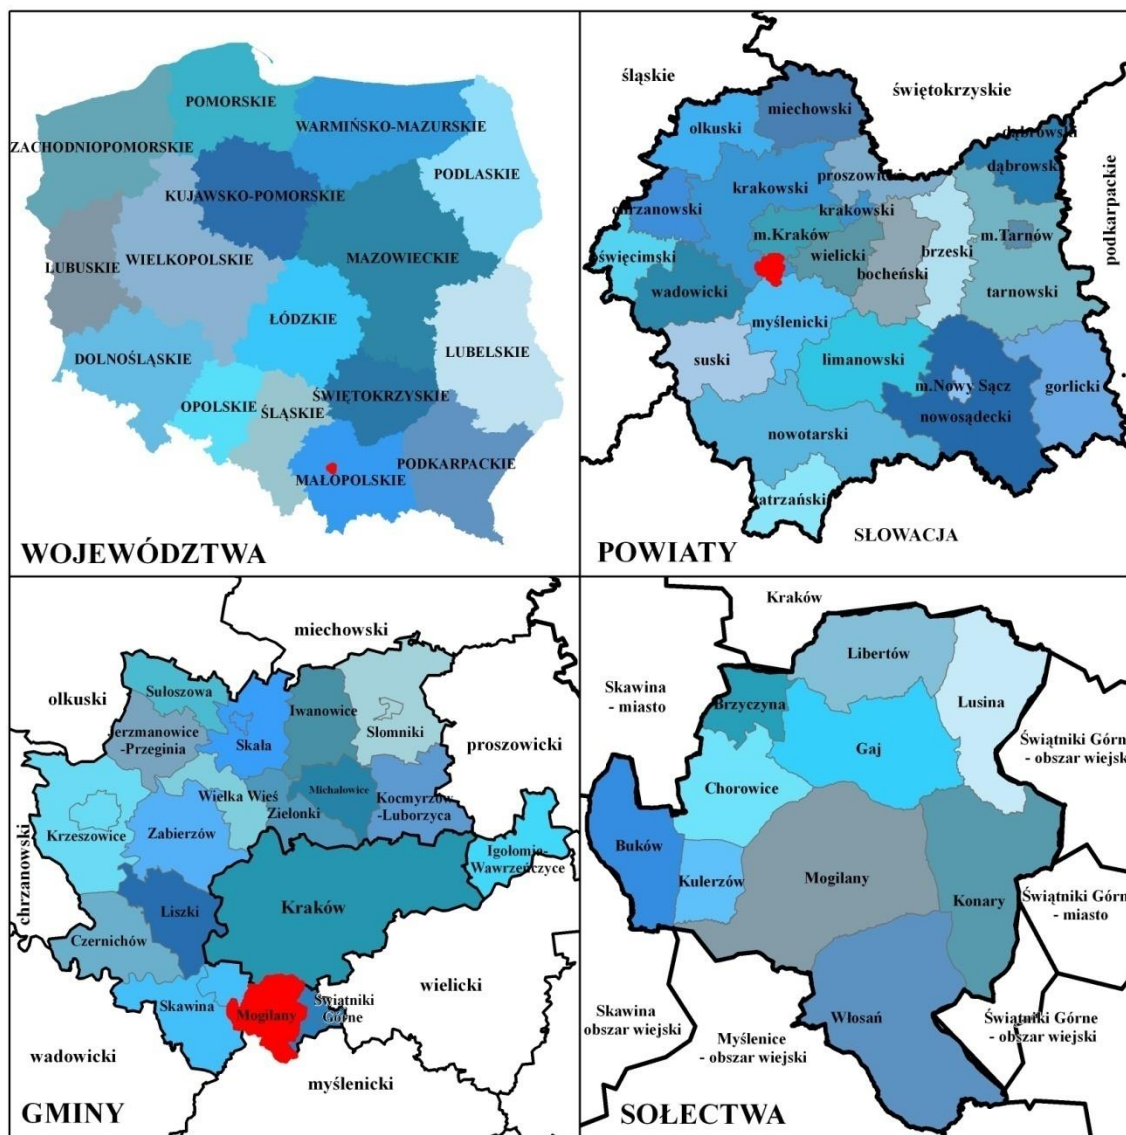 POMORSKIE
WARMIŃSKO-MAZURSKIE
ZACHODNIOPOMORSKIE
PODLASKIE
KUJAWSKO-POMORSKIE
LUBUSKIE
WIELKOPOLSKIE
MAZOWIECKIE
ŁÓDZKIE
DOLNOŚLĄSKIE
LUBELSKIE
OPOLSKIE
ŚLĄSKIE
ŚWIĘTOKRZYSKIE
PODKARPACKIE
MAŁOPOLSKIE
WOJEWÓDZTWA
śląskie
świętokrzyskie
miechowski
olkuski
dąbrowski
dąbrowski
podkarpackie
proszowicki
krakowski
chrzanowski
krakowski
m.Kraków
m.Tarnów
oświęcimski
wielicki
brzeski
bocheński
wadowicki
tarnowski
myślenicki
suski
limanowski
m.Nowy Sącz
gorlicki
nowosądecki
nowotarski
tatrzański
SŁOWACJA
POWIATY
miechowski
olkuski
Sułoszowa
Iwanowice
Słomniki
Jerzmanowice
-Przeginia
Skała
proszowicki
Wielka Wieś
Michałowice
Kocmyrzów
-Luborzyca
Zielonki
Krzeszowice
Zabierzów
Igołomia-
Wawrzeńczyce
chrzanowski
Liszki
Kraków
Czernichów
wielicki
Skawina
Mogilany
Świątniki
Górne
wadowicki
myślenicki
GMINY
Kraków
Libertów
Skawina
- miasto
Brzyczyna
Lusina
Gaj
Świątniki Górn
- obszar wiejsk
Chorowice
Buków
Kulerzów
Mogilany
Konary
Świątniki Górn
- miasto
Skawina
obszar wiejski
Włosań
Myślenice
- obszar wiejski
Świątniki Górne
- obszar wiejski
SOŁECTWA